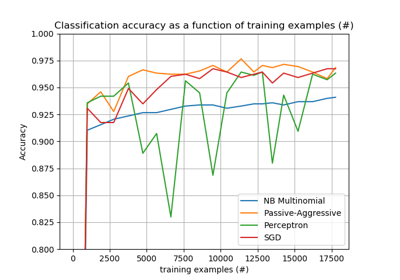 Classification accuracy as a function of training examples (#)
1.000
0.975
0.950
0.925
0.900
0.875
0.850
0.825
0.800
Accuracy
NB Multinomial
Passive-Aggressive
Perceptron
SGD
0 2500 5000 7500 10000 12500 15000 17500
training examples (#)